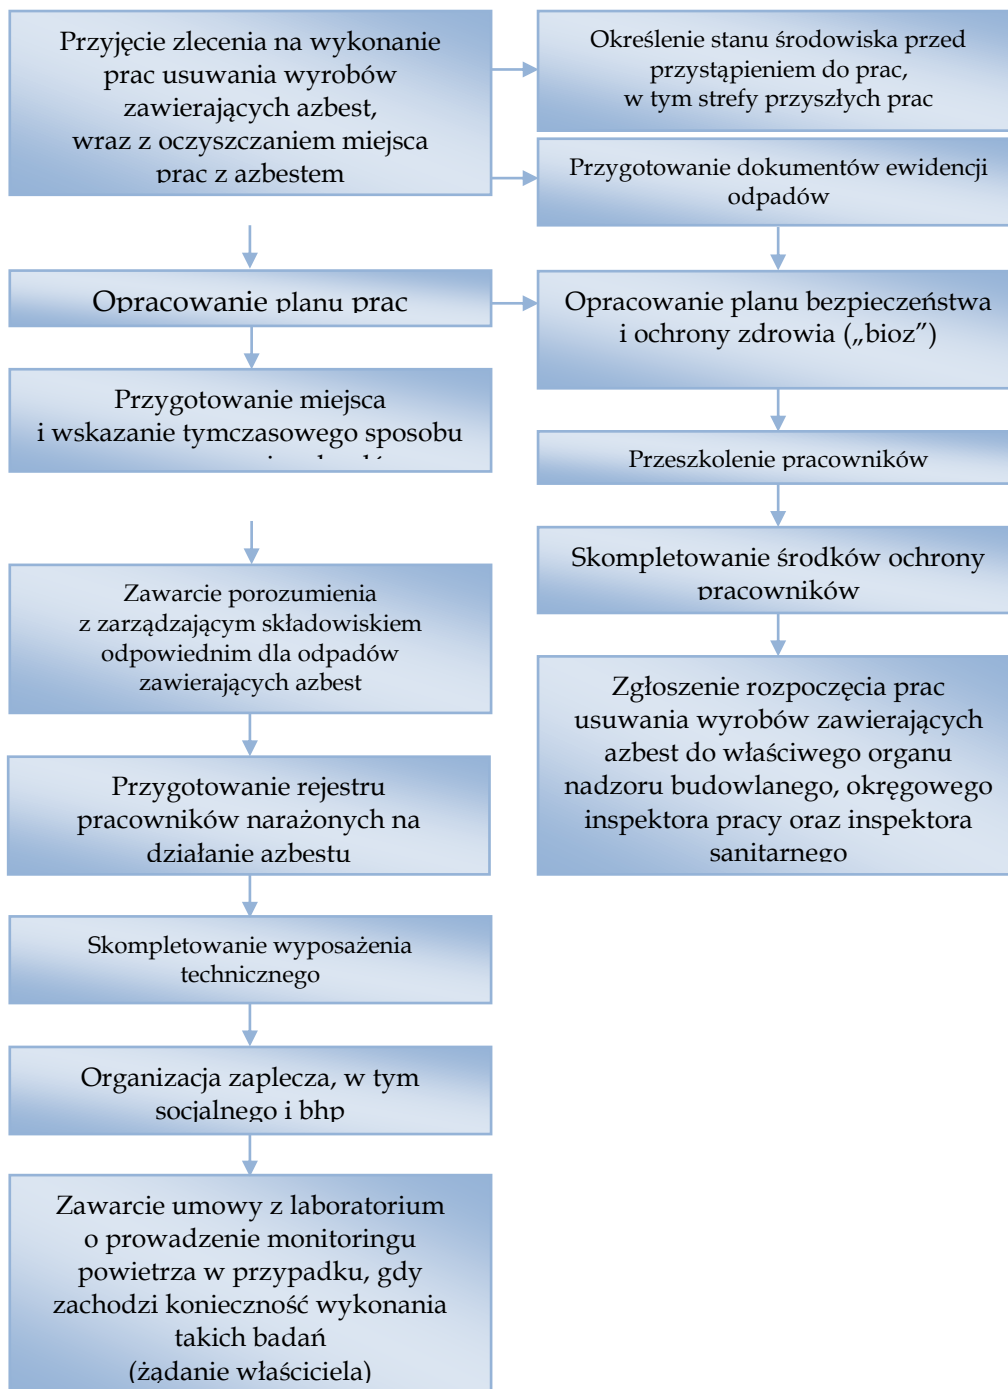 Przyjęcie zlecenia na wykonanie
prac usuwania wyrobów
zawierających azbest,
wraz z oczyszczaniem miejsca
prac z azbestem
Określenie stanu środowiska przed
przystąpieniem do prac,
w tym strefy przyszłych prac
Przygotowanie dokumentów ewidencji
odpadów
Opracowanie planu prac
Opracowanie planu bezpieczeństwa
i ochrony zdrowia („bioz”)
Przygotowanie miejsca
i wskazanie tymczasowego sposobu
Przeszkolenie pracowników
Skompletowanie środków ochrony
pracowników
Zawarcie porozumienia
z zarządzającym składowiskiem
odpowiednim dla odpadów
zawierających azbest
Zgłoszenie rozpoczęcia prac
usuwania wyrobów zawierających
azbest do właściwego organu
nadzoru budowlanego, okręgowego
inspektora pracy oraz inspektora
sanitarnego
Przygotowanie rejestru
pracowników narażonych na
działanie azbestu
Skompletowanie wyposażenia
technicznego
Organizacja zaplecza, w tym
socjalnego i bhp
Zawarcie umowy z laboratorium
o prowadzenie monitoringu
powietrza w przypadku, gdy
zachodzi konieczność wykonania
takich badań
(żądanie właściciela)